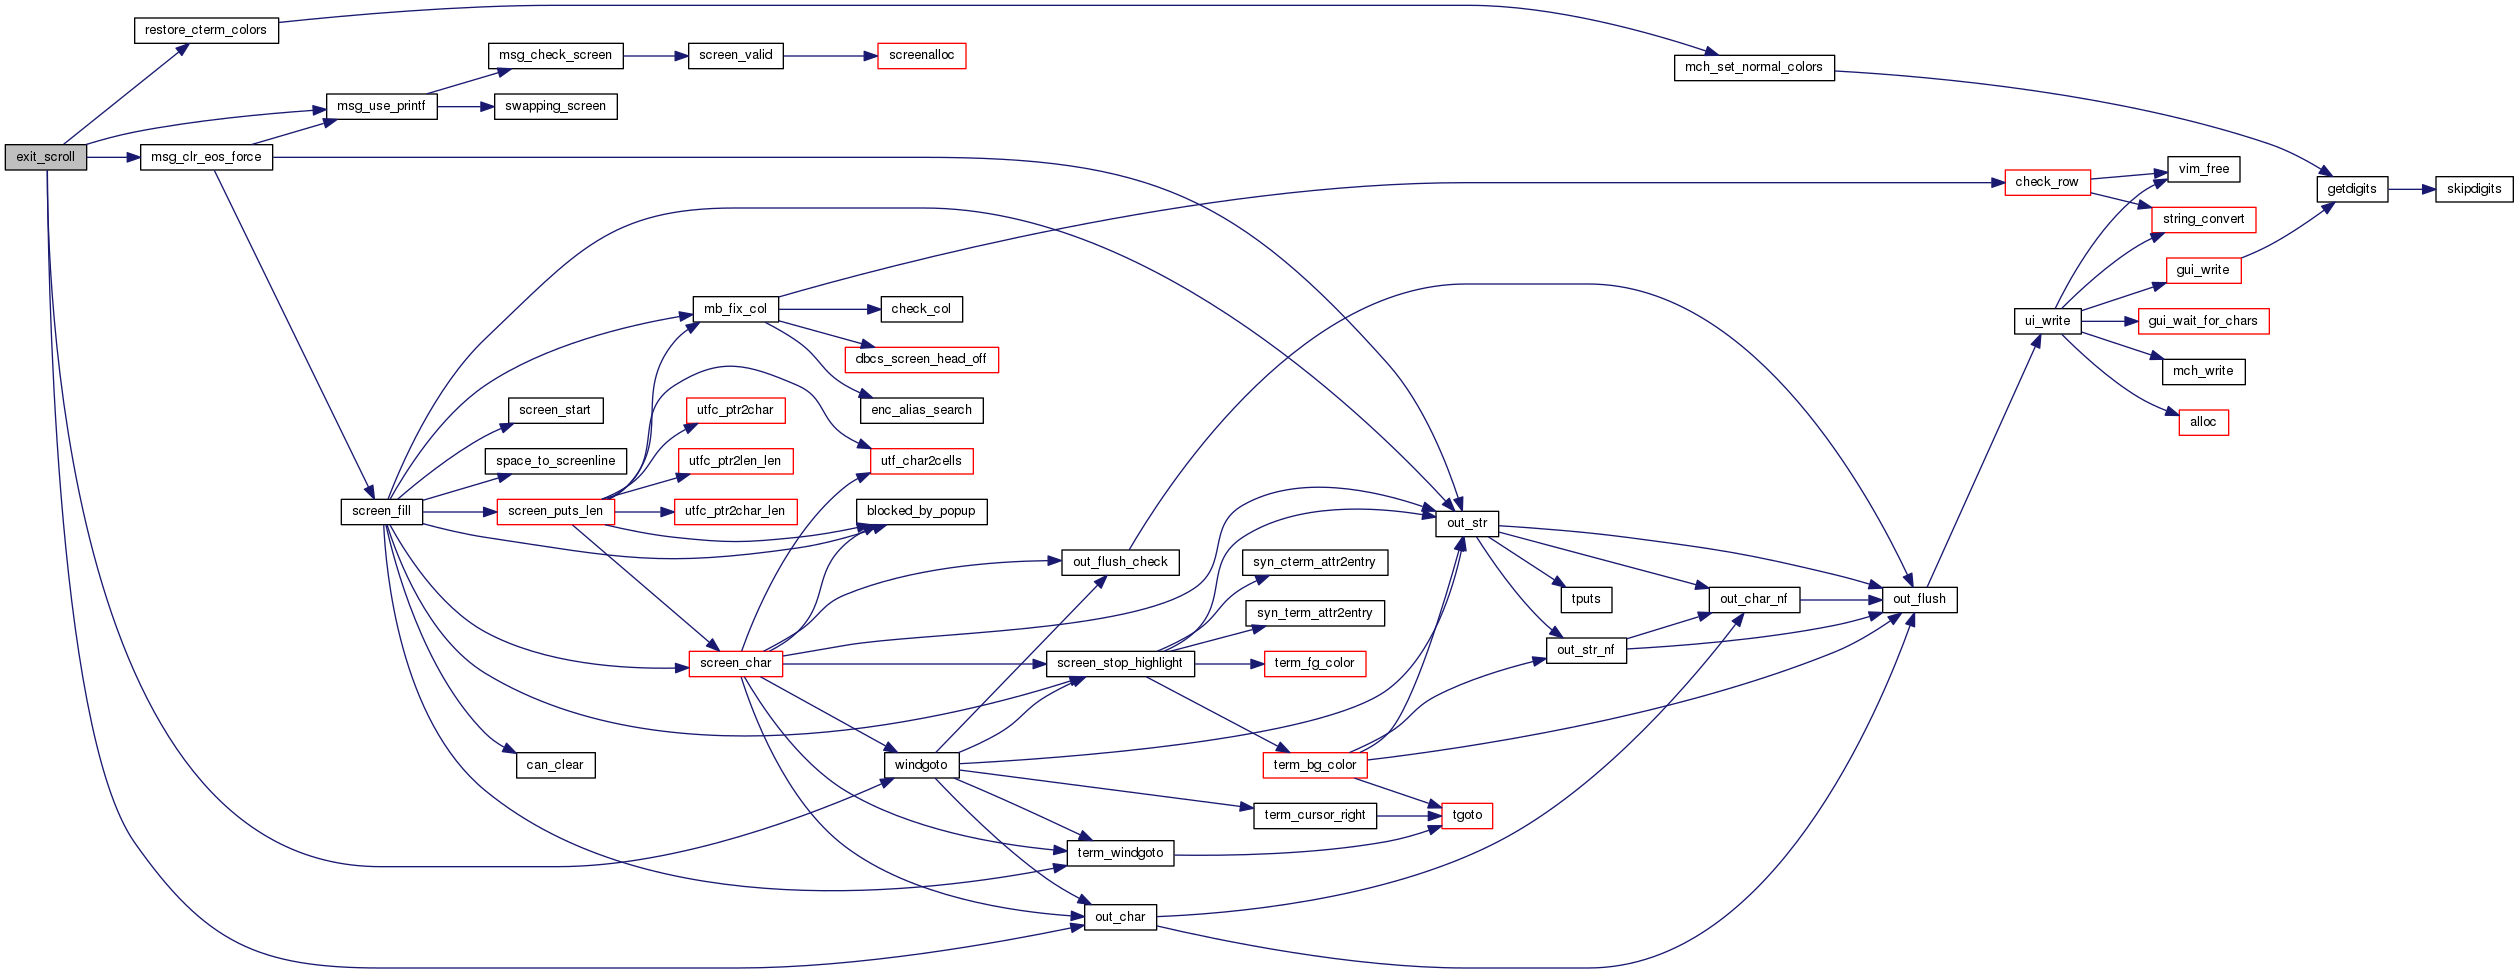 exit_scroll
restore_cterm_colors
msg_clr_eos_force
msg_use_printf
msg_check_screen
swapping_screen
screen_valid
screenalloc
mch_set_normal_colors
getdigits
skipdigits
screen_fill
screen_start
space_to_screenline
screen_puts_len
can_clear
mb_fix_col
utfc_ptr2char
utfc_ptr2len_len
utfc_ptr2char_len
screen_char
check_col
dbcs_screen_head_off
enc_alias_search
utf_char2cells
blocked_by_popup
windgoto
out_flush_check
screen_stop_highlight
term_windgoto
out_char
syn_cterm_attr2entry
syn_term_attr2entry
term_fg_color
term_bg_color
term_cursor_right
out_str
tgoto
tputs
out_str_nf
out_char_nf
out_flush
check_row
ui_write
vim_free
string_convert
gui_write
gui_wait_for_chars
mch_write
alloc